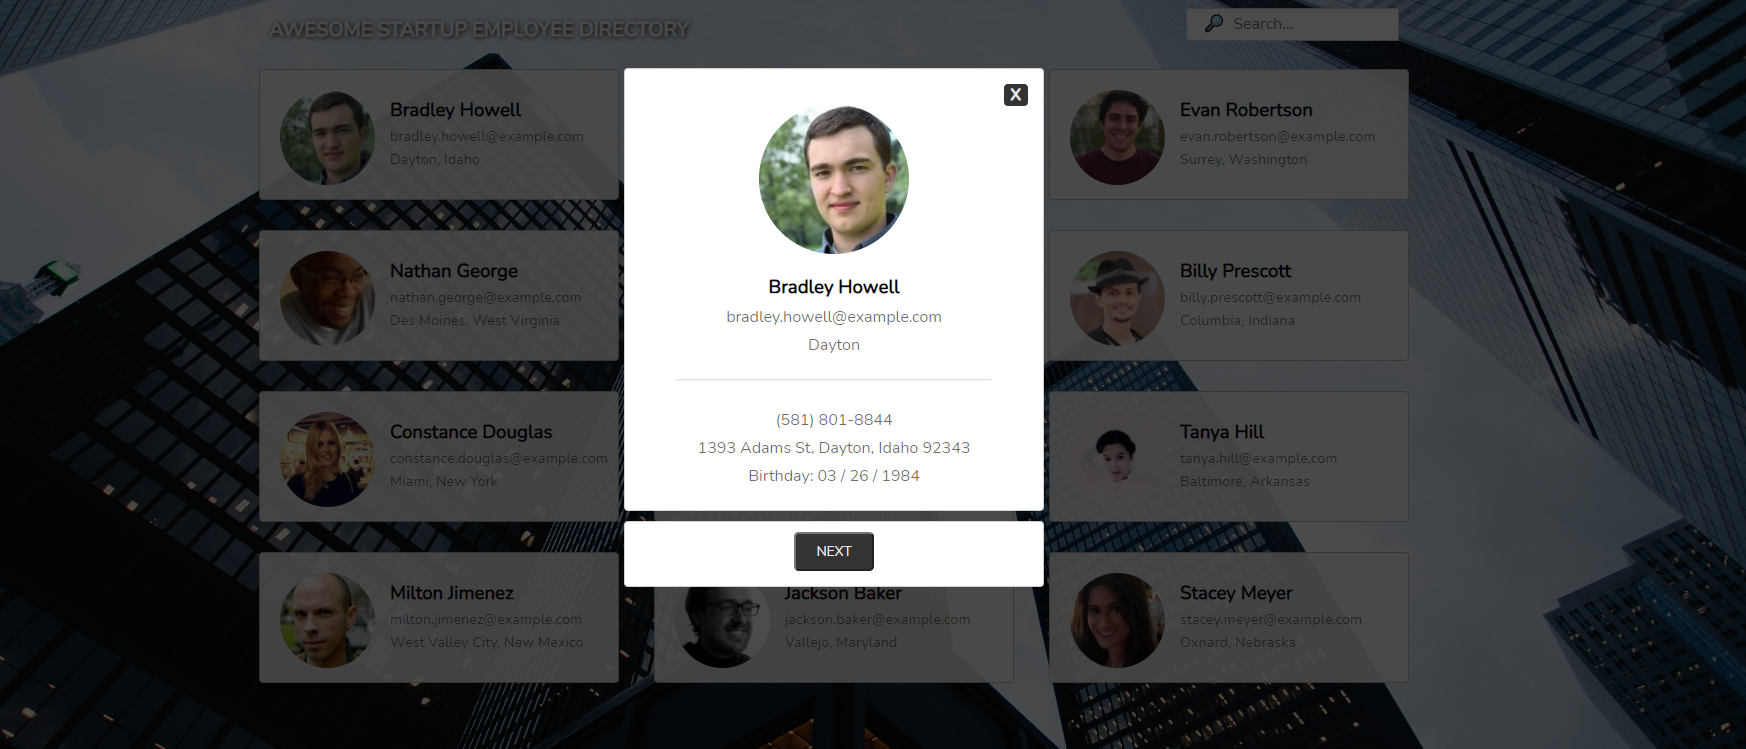 AWESOME STARTUP EMPLOYEE DIRECTORY
Search...
Bradley Howell
bradley.howell@example.com
Dayton, Idaho
X
Bradley Howell
bradley.howell@example.com
Dayton
(581) 801-8844
1393 Adams St, Dayton, Idaho 92343
Birthday: 03 / 26 / 1984
NEXT
Evan Robertson
evan.robertson@example.com
Surrey, Washington
Nathan George
nathan.george@example.com
Des Moines, West Virginia
Billy Prescott
billy.prescott@example.com
Columbia, Indiana
Constance Douglas
constance.douglas@example.com
Miami, New York
Tanya Hill
tanya.hill@example.com
Baltimore, Arkansas
Milton Jimenez
milton.jimenez@example.com
West Valley City, New Mexico
Jackson Baker
jackson.baker@example.com
Vallejo, Maryland
Stacey Meyer
stacey.meyer@example.com
Oxnard, Nebraska